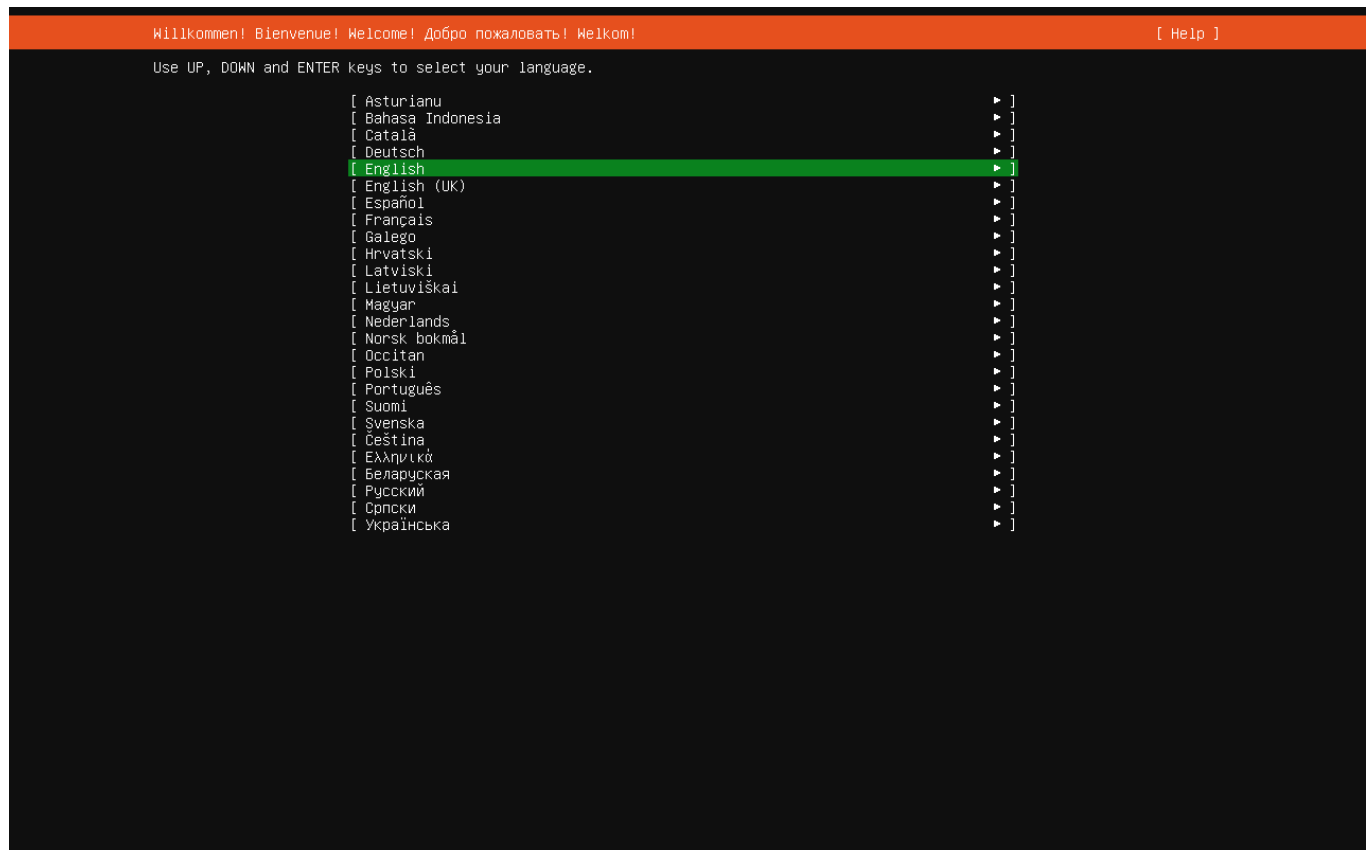 Willkommen! Bienvenue! Welcome! Добро пожаловать! Welkom! [ Help ]
Use UP, DOWN and ENTER keys to select your language.
[ Asturianu ► ]
[ Bahasa Indonesia ► ]
[ Català ► ]
[ Deutsch ► ]
[ English ► ]
[ English (UK) ► ]
[ Español ► ]
[ Français ► ]
[ Galego ► ]
[ Hrvatski ► ]
[ Latviski ► ]
[ Lietuviškai ► ]
[ Magyar ► ]
[ Nederlands ► ]
[ Norsk bokmål ► ]
[ Occitan ► ]
[ Polski ► ]
[ Português ► ]
[ Suomi ► ]
[ Svenska ► ]
[ Čeština ► ]
[ Ελληνικά ► ]
[ Беларуская ► ]
[ Русский ► ]
[ Српски ► ]
[ Українська ► ]